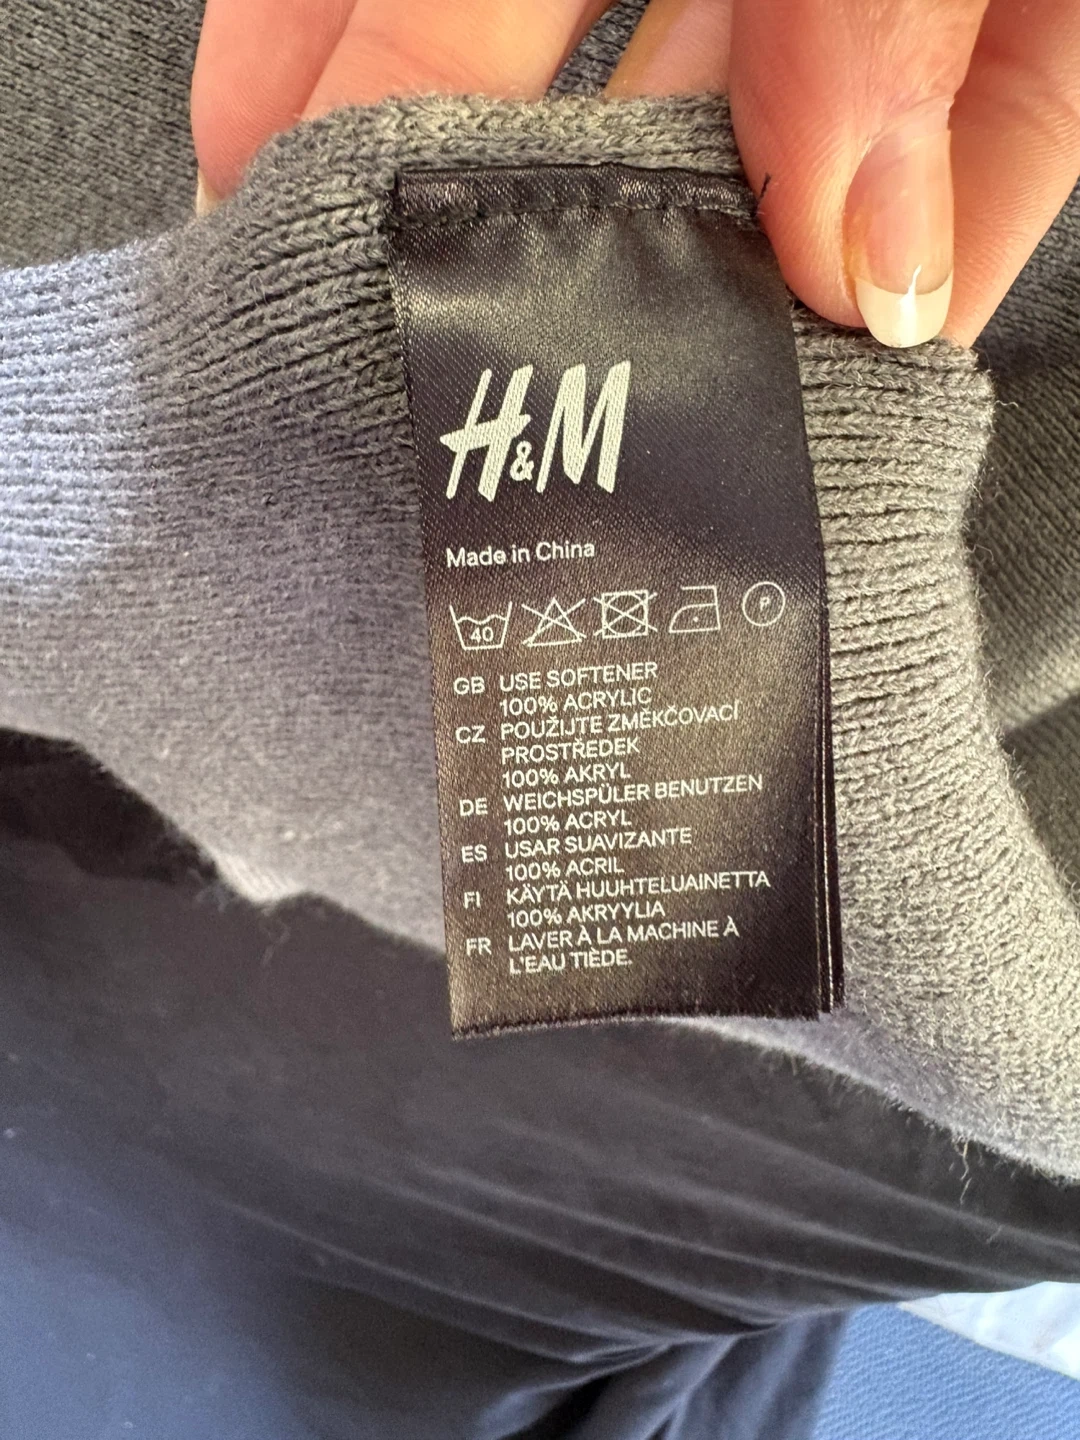 H&M
Made in China
40 P
GB USE SOFTENER
100% ACRYLIC
CZ POUŽIJTE ZMĚKČOVACÍ
PROSTŘEDEK
100% AKRYL
DE WEICHSPÜLER BENUTZEN
100% ACRYL
ES USAR SUAVIZANTE
100% ACRIL
FI KÄYTÄ HUUHTELUAINETTA
100% AKRYYLIA
FR LAVER À LA MACHINE À
L'EAU TIÈDE.